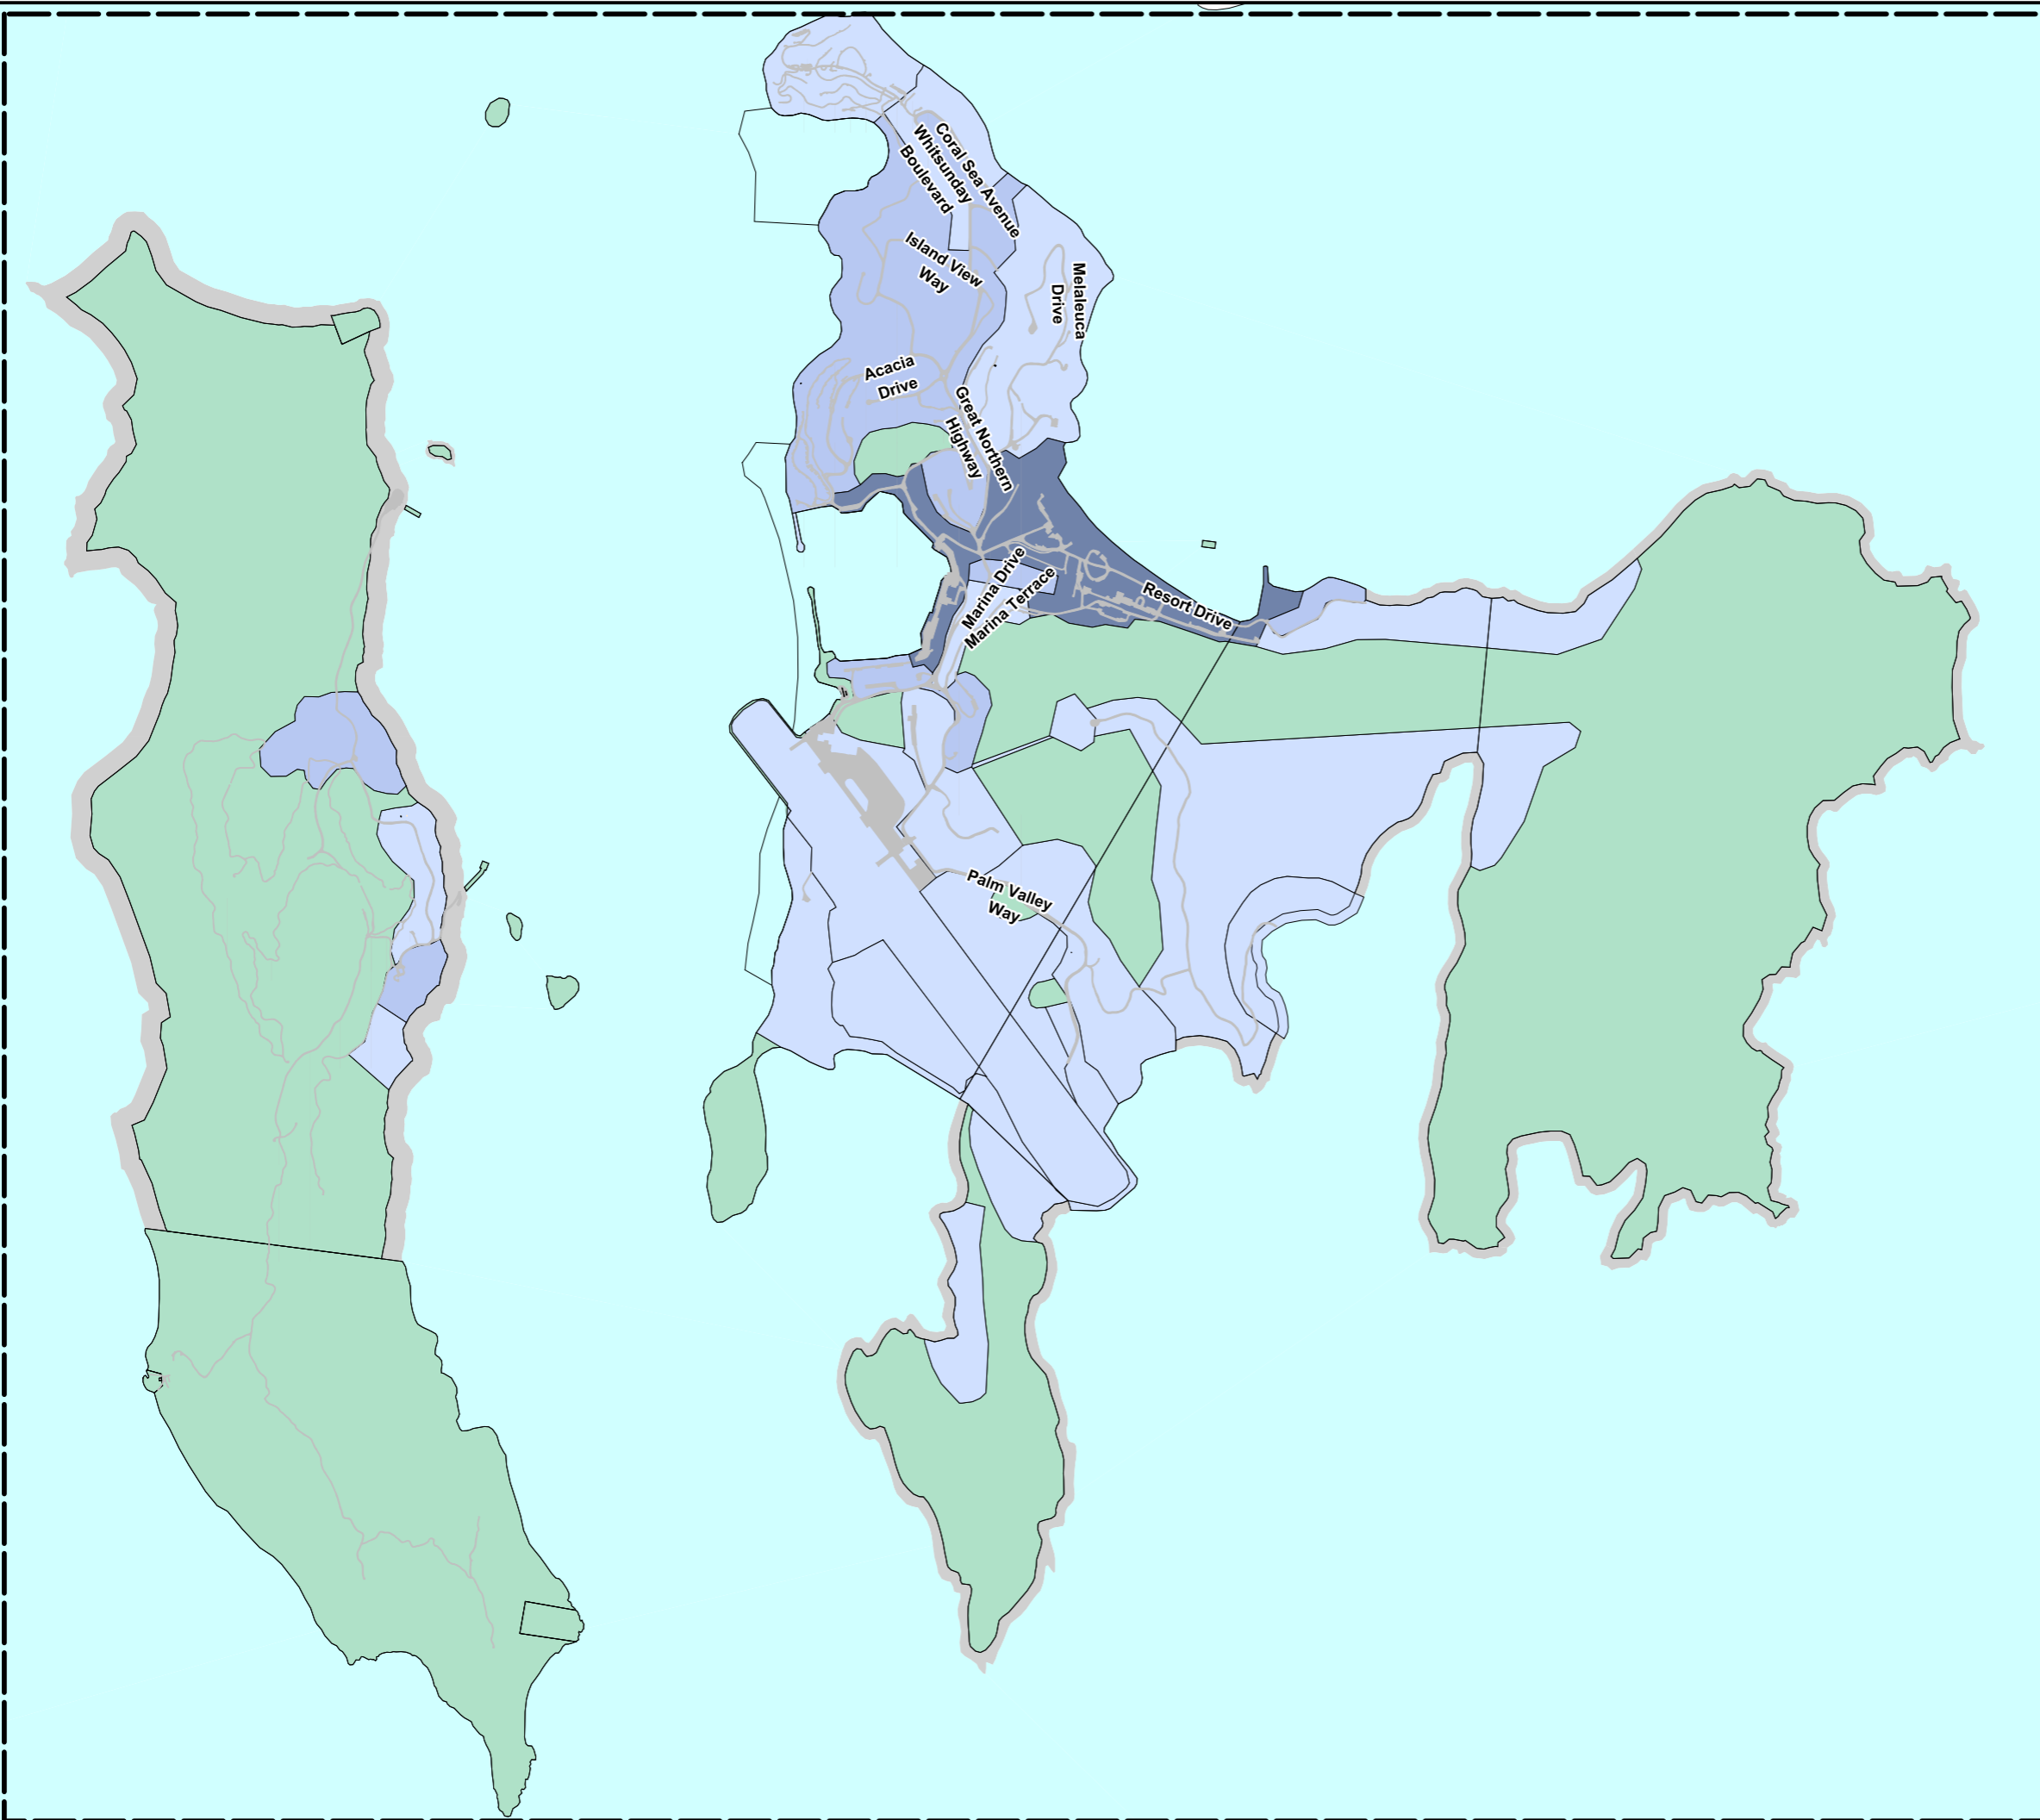 Coral Sea Avenue
Whitsunday
Boulevard
Island View
Way
Melaleuca
Drive
Acacia
Drive
Great Northern
Highway
Marina Drive
Marina Terrace
Resort Drive
Palm Valley
Way